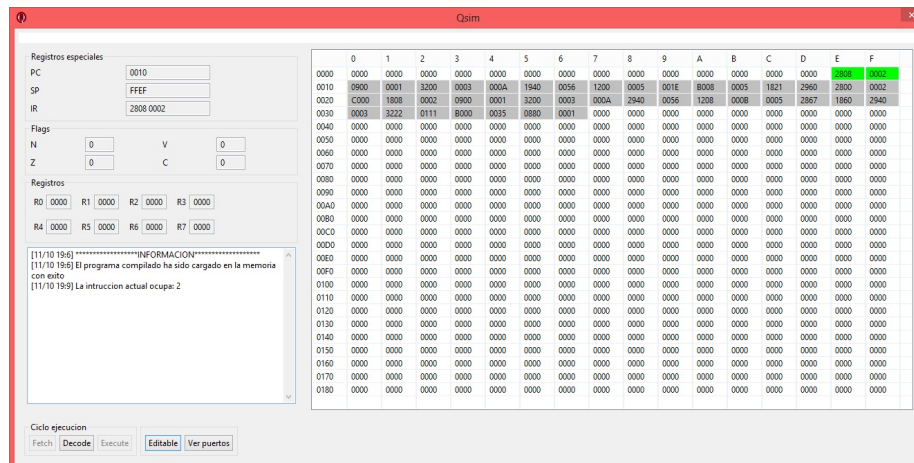 Qsim
Registros especiales
PC 0010
SP FFEF
IR 2808 0002
Flags
N 0 V 0
Z 0 C 0
Registros
R0 0000 R1 0000 R2 0000 R3 0000
R4 0000 R5 0000 R6 0000 R7 0000
[11/10 19:6] ******************INFORMACION*******************
[11/10 19:6] El programa compilado ha sido cargado en la memoria
con exito
[11/10 19:9] La intruccion actual ocupa: 2
Ciclo ejecucion
Fetch Decode Execute Editable Ver puertos
0 1 2 3 4 5 6 7 8 9 A B C D E F
0000 0000 0000 0000 0000 0000 0000 0000 0000 0000 0000 0000 0000 0000 0000 2808 0002
0010 0900 0001 3200 0003 000A 1940 0056 1200 0005 001E B008 0005 1821 2960 2800 0002
0020 C000 1808 0002 0900 0001 3200 0003 000A 2940 0056 1208 000B 0005 2867 1860 2940
0030 0003 3222 0111 B000 0035 0880 0001 0000 0000 0000 0000 0000 0000 0000 0000 0000
0040 0000 0000 0000 0000 0000 0000 0000 0000 0000 0000 0000 0000 0000 0000 0000 0000
0050 0000 0000 0000 0000 0000 0000 0000 0000 0000 0000 0000 0000 0000 0000 0000 0000
0060 0000 0000 0000 0000 0000 0000 0000 0000 0000 0000 0000 0000 0000 0000 0000 0000
0070 0000 0000 0000 0000 0000 0000 0000 0000 0000 0000 0000 0000 0000 0000 0000 0000
0080 0000 0000 0000 0000 0000 0000 0000 0000 0000 0000 0000 0000 0000 0000 0000 0000
0090 0000 0000 0000 0000 0000 0000 0000 0000 0000 0000 0000 0000 0000 0000 0000 0000
00A0 0000 0000 0000 0000 0000 0000 0000 0000 0000 0000 0000 0000 0000 0000 0000 0000
00B0 0000 0000 0000 0000 0000 0000 0000 0000 0000 0000 0000 0000 0000 0000 0000 0000
00C0 0000 0000 0000 0000 0000 0000 0000 0000 0000 0000 0000 0000 0000 0000 0000 0000
00D0 0000 0000 0000 0000 0000 0000 0000 0000 0000 0000 0000 0000 0000 0000 0000 0000
00E0 0000 0000 0000 0000 0000 0000 0000 0000 0000 0000 0000 0000 0000 0000 0000 0000
00F0 0000 0000 0000 0000 0000 0000 0000 0000 0000 0000 0000 0000 0000 0000 0000 0000
0100 0000 0000 0000 0000 0000 0000 0000 0000 0000 0000 0000 0000 0000 0000 0000 0000
0110 0000 0000 0000 0000 0000 0000 0000 0000 0000 0000 0000 0000 0000 0000 0000 0000
0120 0000 0000 0000 0000 0000 0000 0000 0000 0000 0000 0000 0000 0000 0000 0000 0000
0130 0000 0000 0000 0000 0000 0000 0000 0000 0000 0000 0000 0000 0000 0000 0000 0000
0140 0000 0000 0000 0000 0000 0000 0000 0000 0000 0000 0000 0000 0000 0000 0000 0000
0150 0000 0000 0000 0000 0000 0000 0000 0000 0000 0000 0000 0000 0000 0000 0000 0000
0160 0000 0000 0000 0000 0000 0000 0000 0000 0000 0000 0000 0000 0000 0000 0000 0000
0170 0000 0000 0000 0000 0000 0000 0000 0000 0000 0000 0000 0000 0000 0000 0000 0000
0180 0000 0000 0000 0000 0000 0000 0000 0000 0000 0000 0000 0000 0000 0000 0000 0000